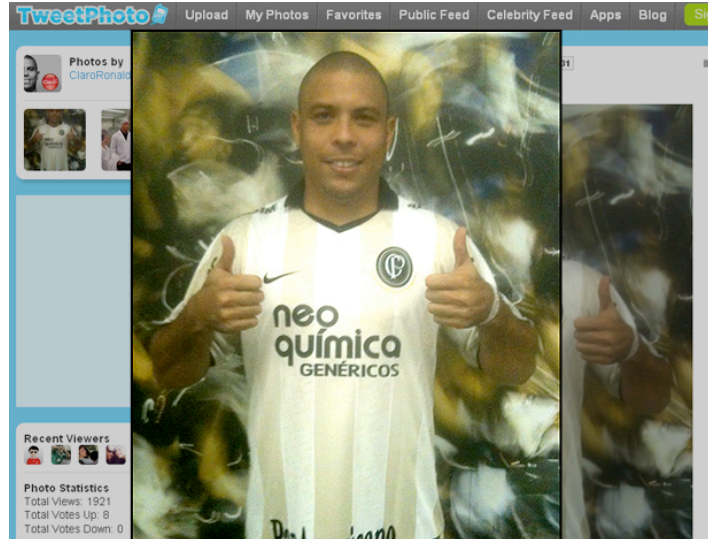 TweetPhoto
Upload My Photos Favorites Public Feed Celebrity Feed Apps Blog
Photos by
ClaroRonald
31
neo
química
GENÉRICOS
Recent Viewers
Photo Statistics
Total Views: 1921
Total Votes Up: 8
Total Votes Down: 0